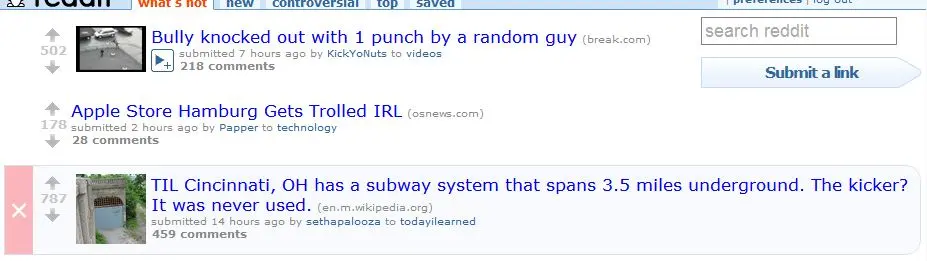 reddit what's hot new controversial top saved | preferences | log out
502
Bully knocked out with 1 punch by a random guy (break.com)
submitted 7 hours ago by KickYoNuts to videos
218 comments
search reddit
Submit a link
178
Apple Store Hamburg Gets Trolled IRL (osnews.com)
submitted 2 hours ago by Papper to technology
28 comments
787
TIL Cincinnati, OH has a subway system that spans 3.5 miles underground. The kicker?
It was never used. (en.m.wikipedia.org)
submitted 14 hours ago by sethapalooza to todayilearned
459 comments